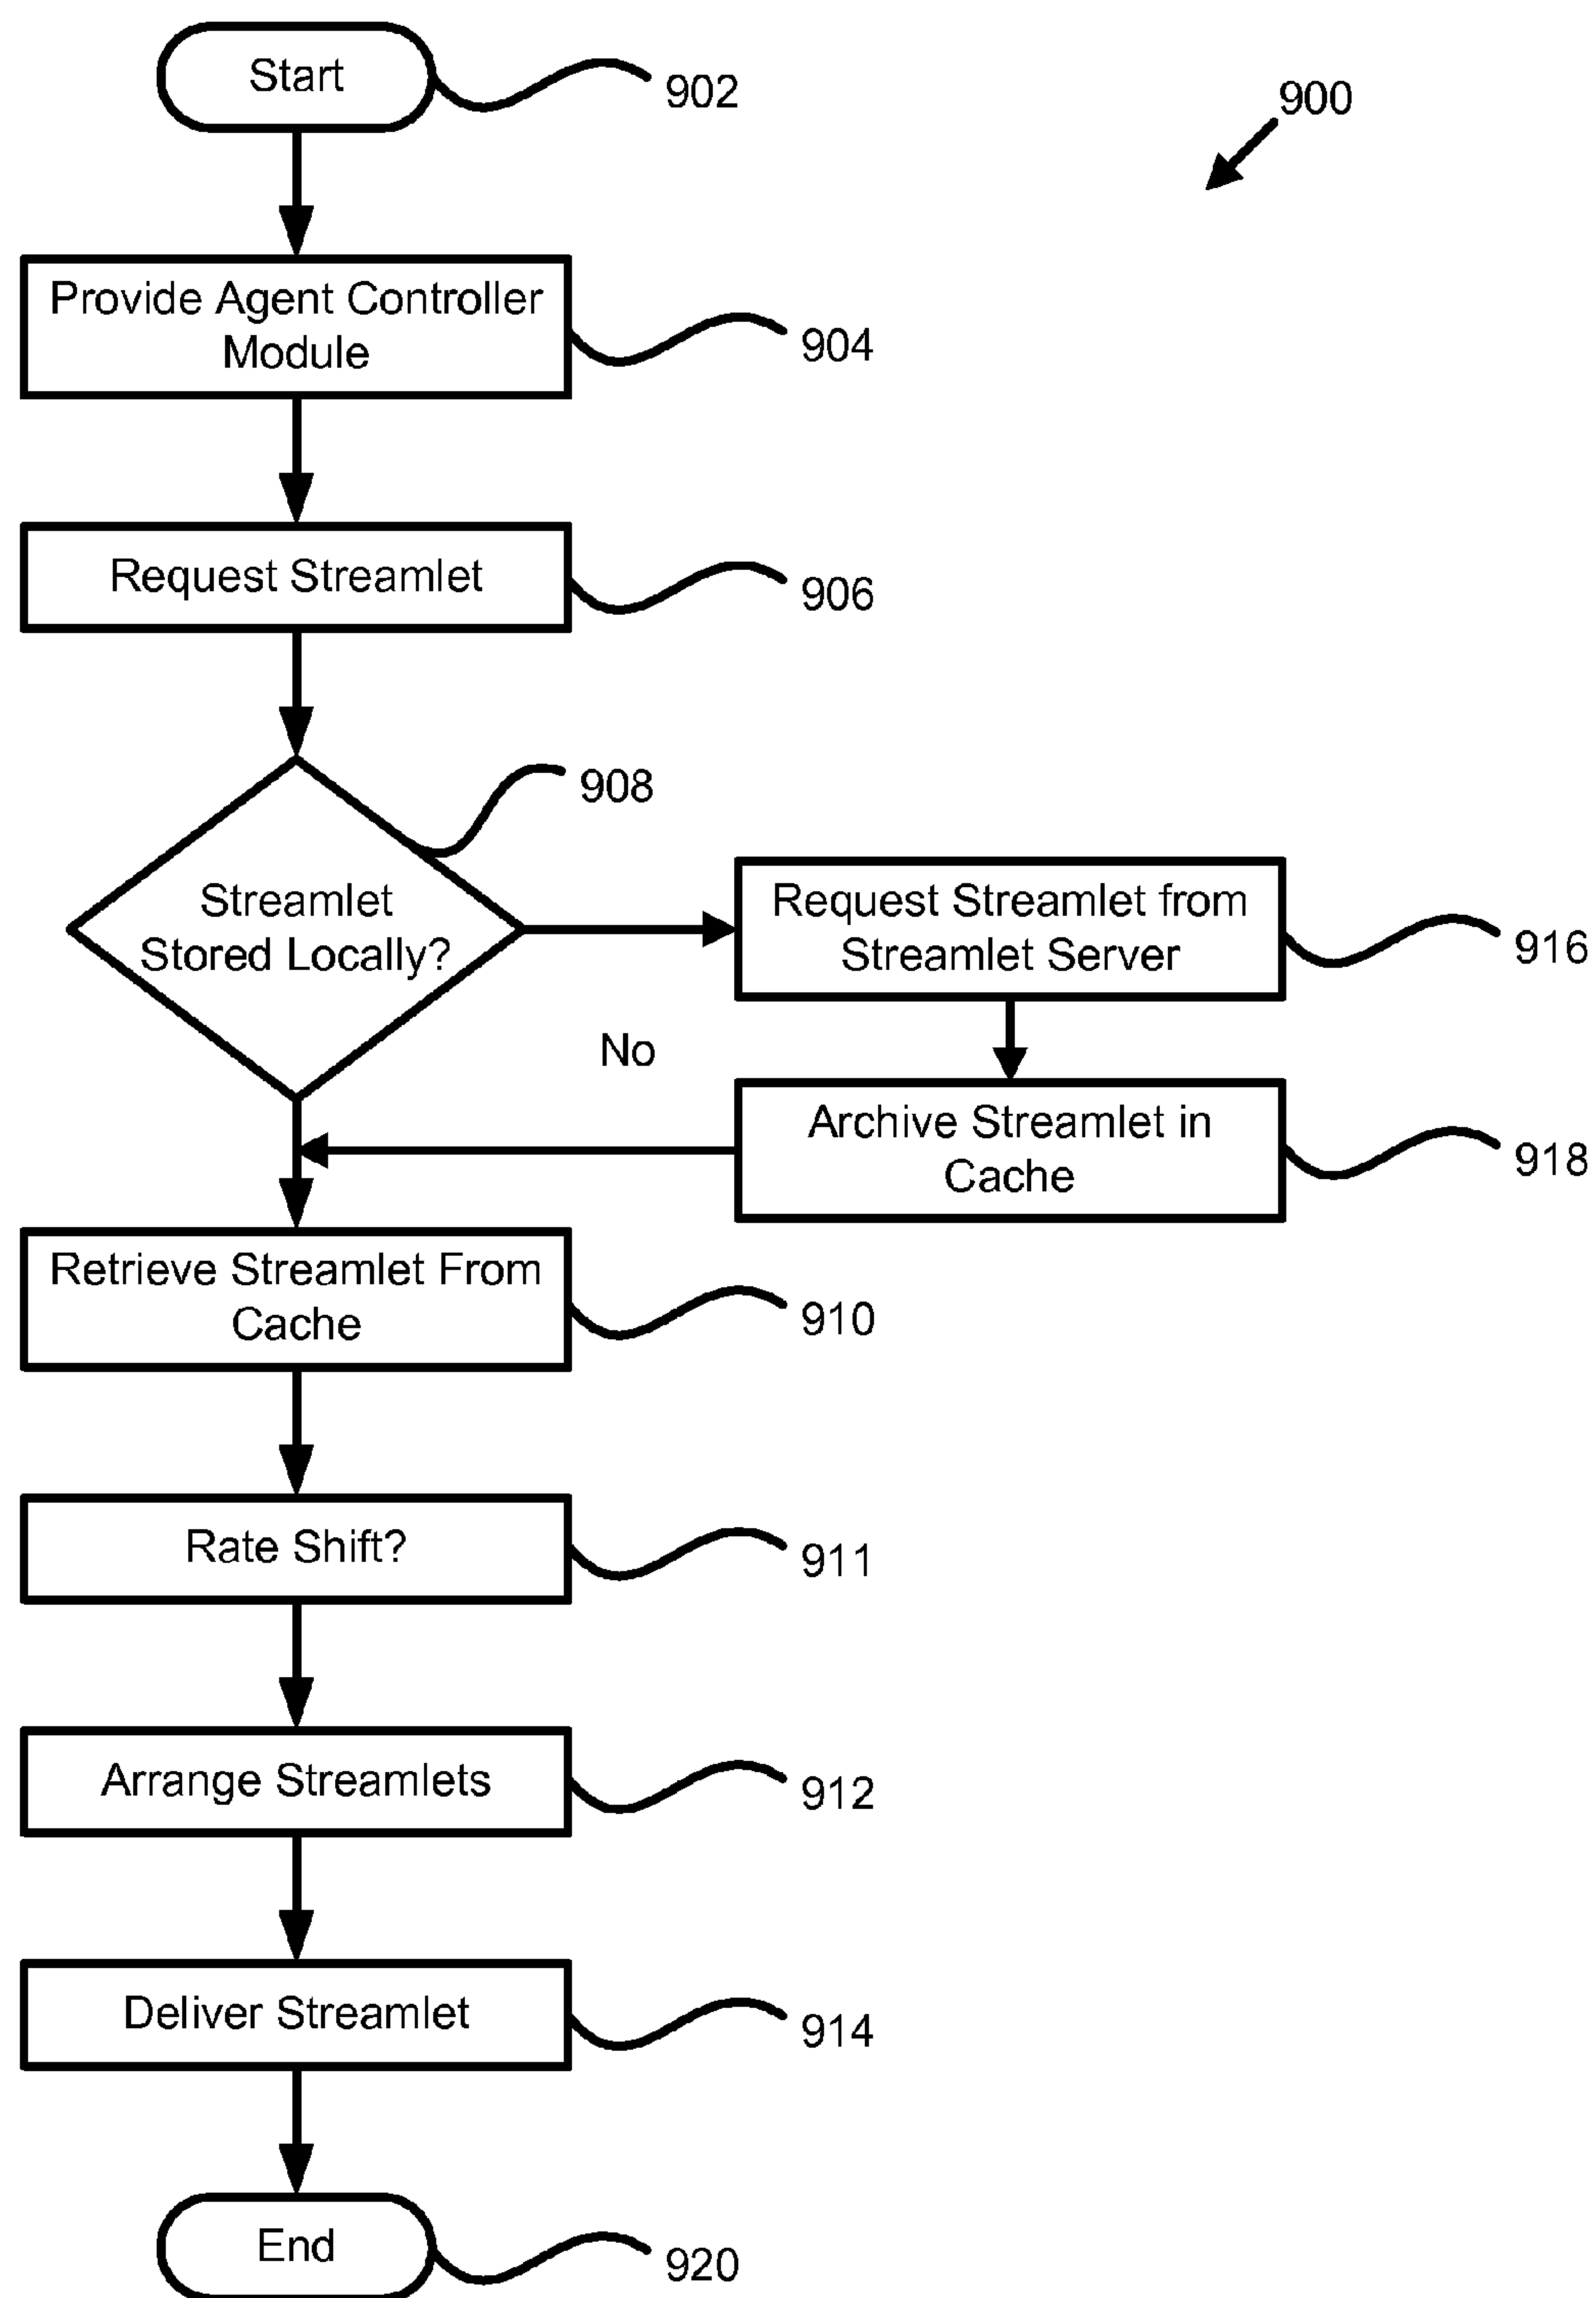 Start
902
900
Provide Agent Controller
Module
904
Request Streamlet
906
908
Streamlet
Stored Locally?
Request Streamlet from
Streamlet Server
916
No
Archive Streamlet in
Cache
918
Retrieve Streamlet From
Cache
910
Rate Shift?
911
Arrange Streamlets
912
Deliver Streamlet
914
End
920